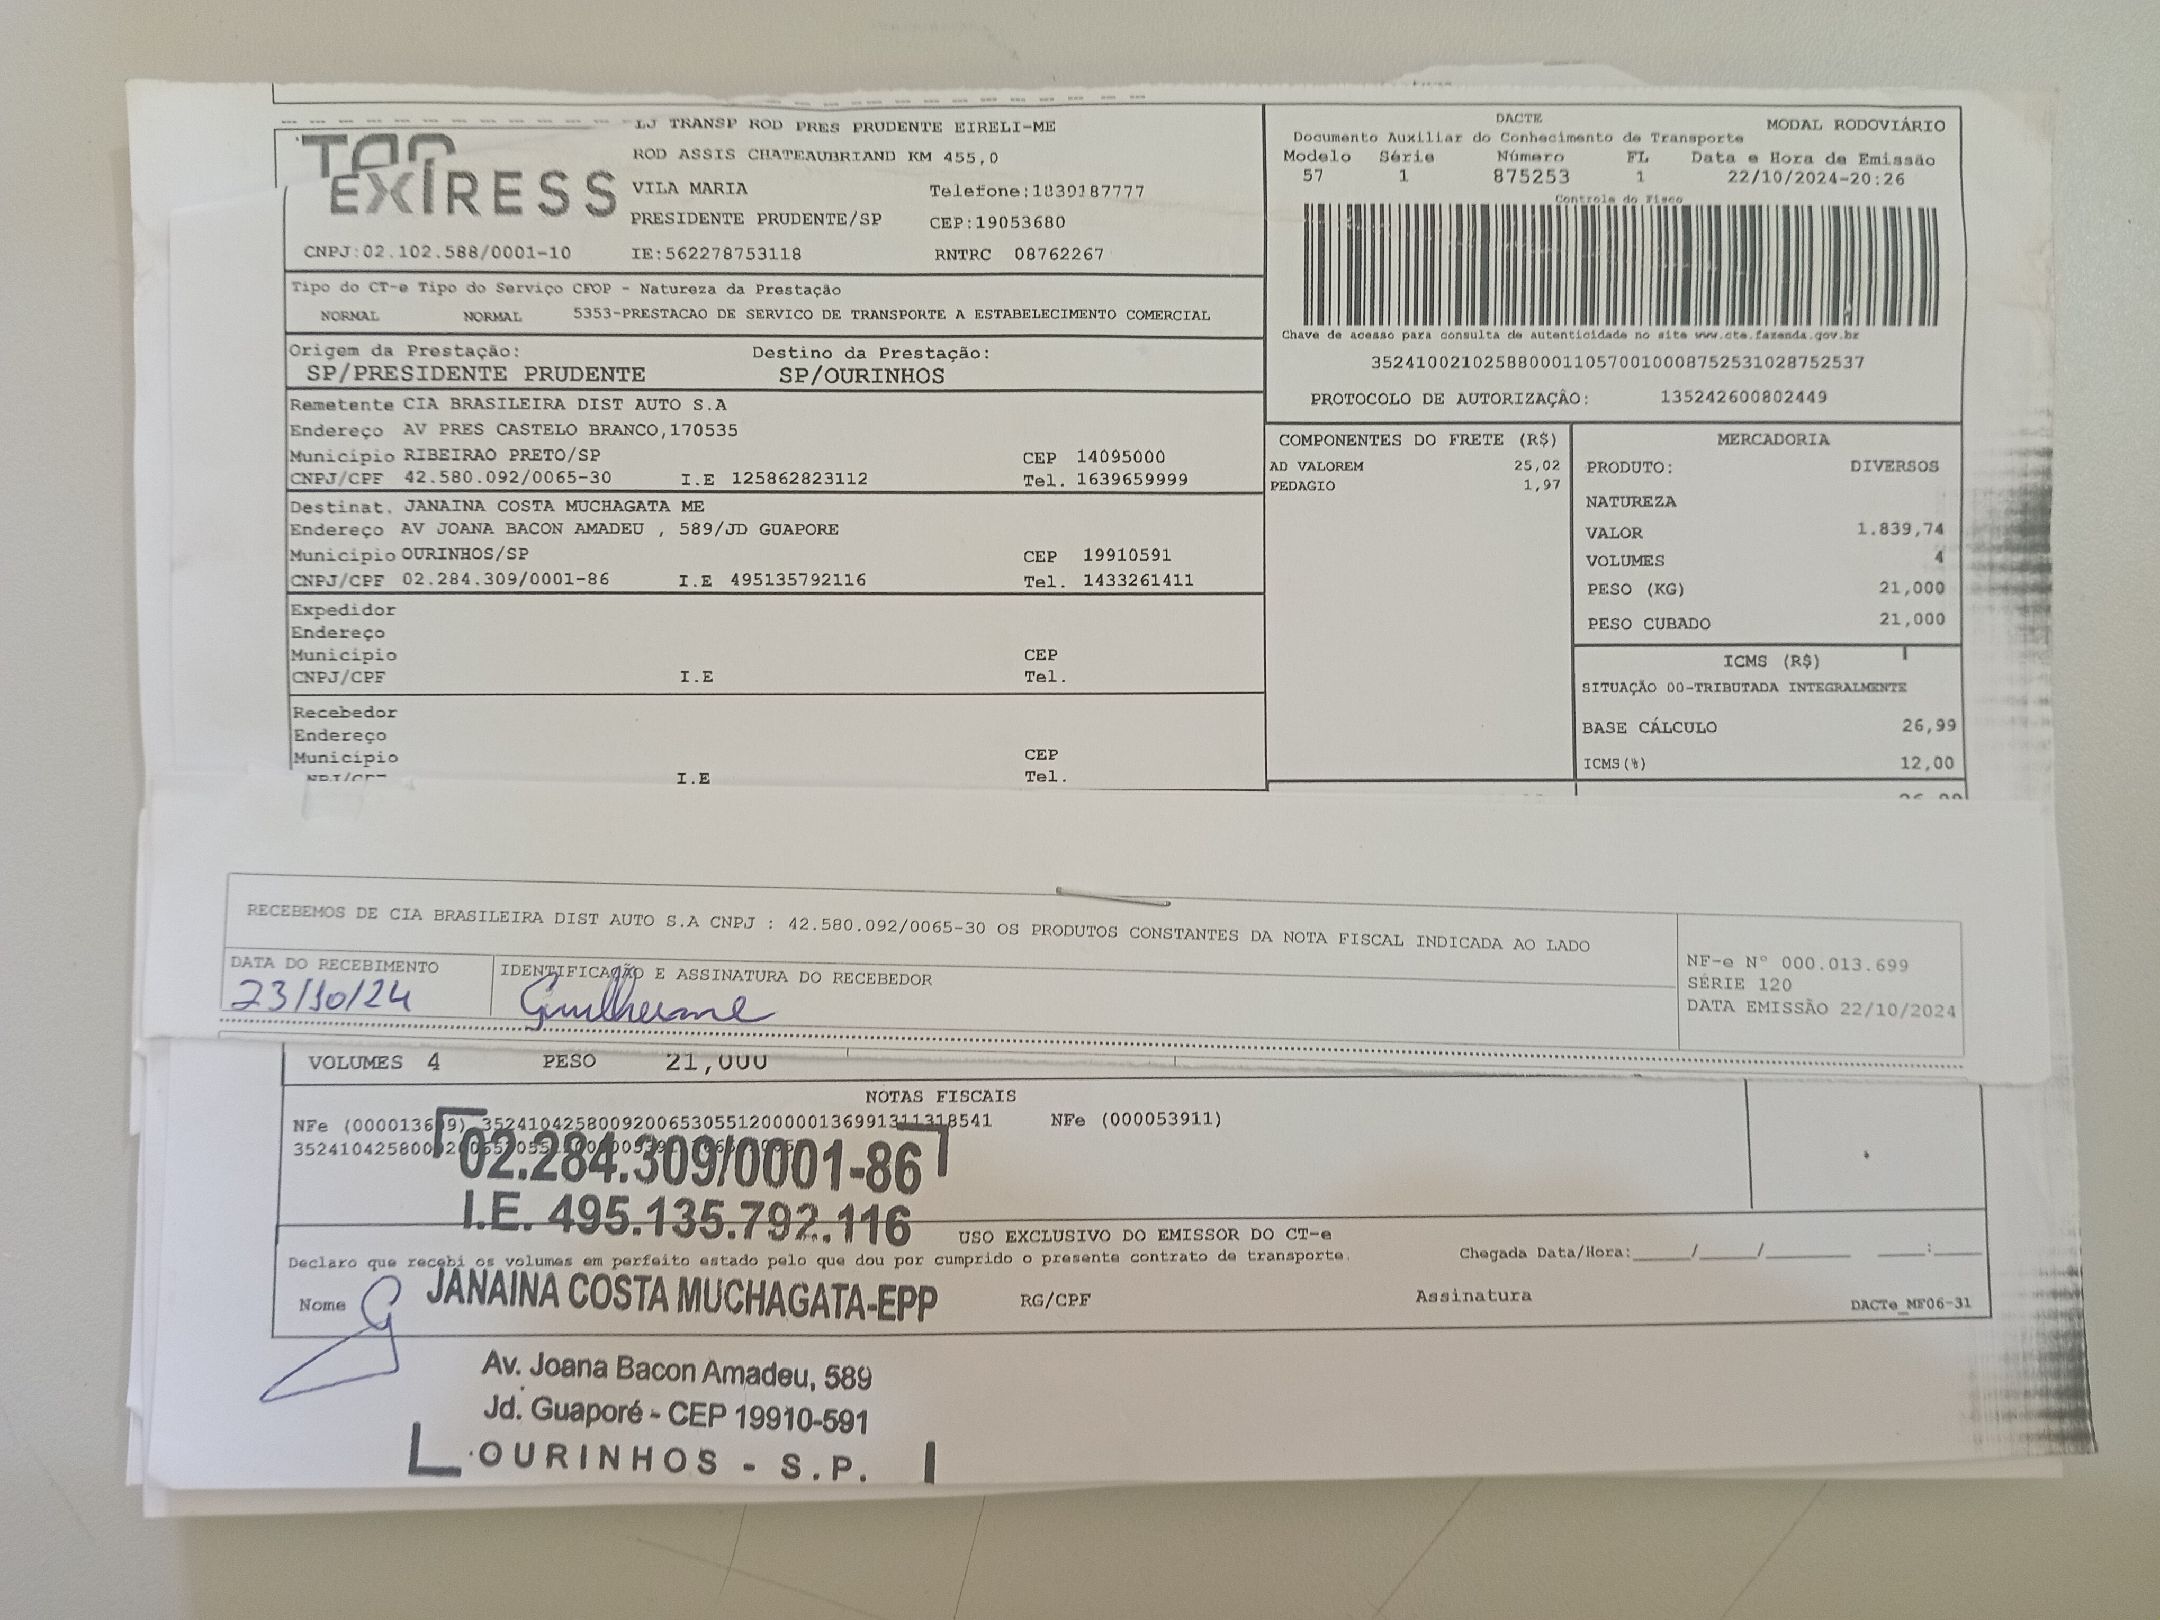 LJ TRANSP ROD PRES PRUDENTE EIRELI-ME
ROD ASSIS CHATEAUBRIAND KM 455,0
EXPRESS
VILA MARIA Telefone:1839187777
PRESIDENTE PRUDENTE/SP CEP:19053680
CNPJ:02.102.588/0001-10 IE:562278753118 RNTRC 08762267
DACTE MODAL RODOVIÁRIO
Documento Auxiliar do Conhecimento de Transporte
Modelo Série Número FL Data e Hora de Emissão
57 1 875253 1 22/10/2024-20:26
Controle do Fisco
Chave de acesso para consulta de autenticidade no site www.cte.fazenda.gov.br
35241002102588000110570010008752531028752537
PROTOCOLO DE AUTORIZAÇÃO: 135242600802449
Tipo do CT-e Tipo do Serviço CFOP - Natureza da Prestação
NORMAL NORMAL 5353-PRESTACAO DE SERVICO DE TRANSPORTE A ESTABELECIMENTO COMERCIAL
Origem da Prestação: Destino da Prestação:
SP/PRESIDENTE PRUDENTE SP/OURINHOS
Remetente CIA BRASILEIRA DIST AUTO S.A
Endereço AV PRES CASTELO BRANCO,170535
Município RIBEIRAO PRETO/SP CEP 14095000
CNPJ/CPF 42.580.092/0065-30 I.E 125862823112 Tel. 1639659999
Destinat. JANAINA COSTA MUCHAGATA ME
Endereço AV JOANA BACON AMADEU , 589/JD GUAPORE
Município OURINHOS/SP CEP 19910591
CNPJ/CPF 02.284.309/0001-86 I.E 495135792116 Tel. 1433261411
Expedidor
Endereço
Município CEP
CNPJ/CPF I.E Tel.
Recebedor
Endereço
Município CEP
I.E Tel.
COMPONENTES DO FRETE (R$)
AD VALOREM 25,02
PEDAGIO 1,97
MERCADORIA
PRODUTO: DIVERSOS
NATUREZA
VALOR 1.839,74
VOLUMES 4
PESO (KG) 21,000
PESO CUBADO 21,000
ICMS (R$)
SITUAÇÃO 00-TRIBUTADA INTEGRALMENTE
BASE CÁLCULO 26,99
ICMS(%) 12,00
RECEBEMOS DE CIA BRASILEIRA DIST AUTO S.A CNPJ : 42.580.092/0065-30 OS PRODUTOS CONSTANTES DA NOTA FISCAL INDICADA AO LADO
DATA DO RECEBIMENTO IDENTIFICAÇÃO E ASSINATURA DO RECEBEDOR
23/10/24 Guilherme
NF-e N° 000.013.699
SÉRIE 120
DATA EMISSÃO 22/10/2024
VOLUMES 4 PESO 21,000
NOTAS FISCAIS
NFe (000013699) NFe (000053911)
02.284.309/0001-86
I.E. 495.135.792.116
USO EXCLUSIVO DO EMISSOR DO CT-e
Declaro que recebi os volumes em perfeito estado pelo que dou por cumprido o presente contrato de transporte. Chegada Data/Hora:____/____/______ ___:___
Nome JANAINA COSTA MUCHAGATA-EPP RG/CPF Assinatura DACTe_MF06-31
Av. Joana Bacon Amadeu, 589
Jd. Guaporé - CEP 19910-591
OURINHOS - S.P.